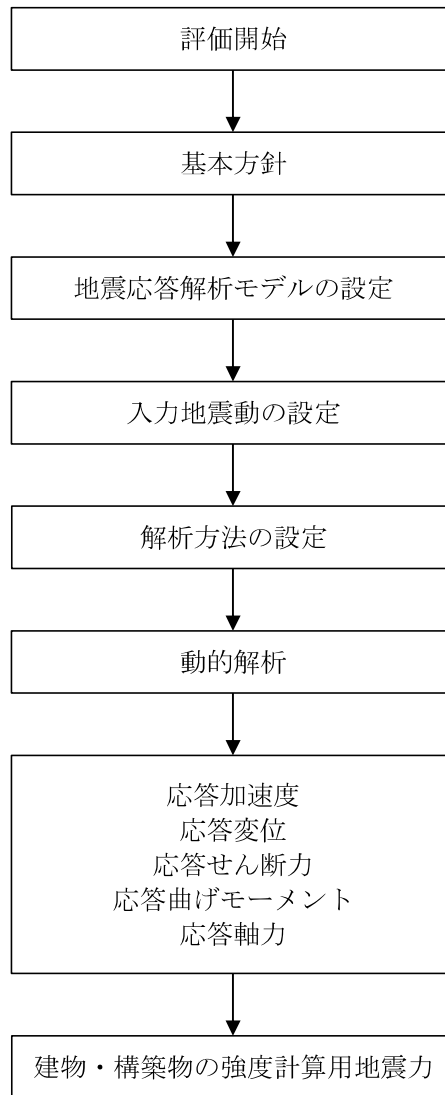 評価開始
基本方針
地震応答解析モデルの設定
入力地震動の設定
解析方法の設定
動的解析
応答加速度
応答変位
応答せん断力
応答曲げモーメント
応答軸力
建物・構築物の強度計算用地震力